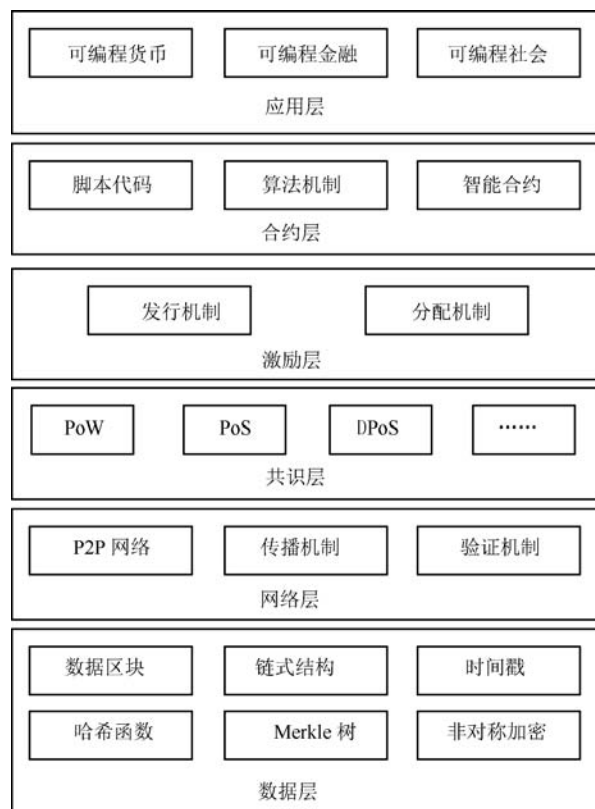 可编程货币 可编程金融 可编程社会
应用层
脚本代码 算法机制 智能合约
合约层
发行机制 分配机制
激励层
PoW PoS DPoS ……
共识层
P2P 网络 传播机制 验证机制
网络层
数据区块 链式结构 时间戳
哈希函数 Merkle 树 非对称加密
数据层